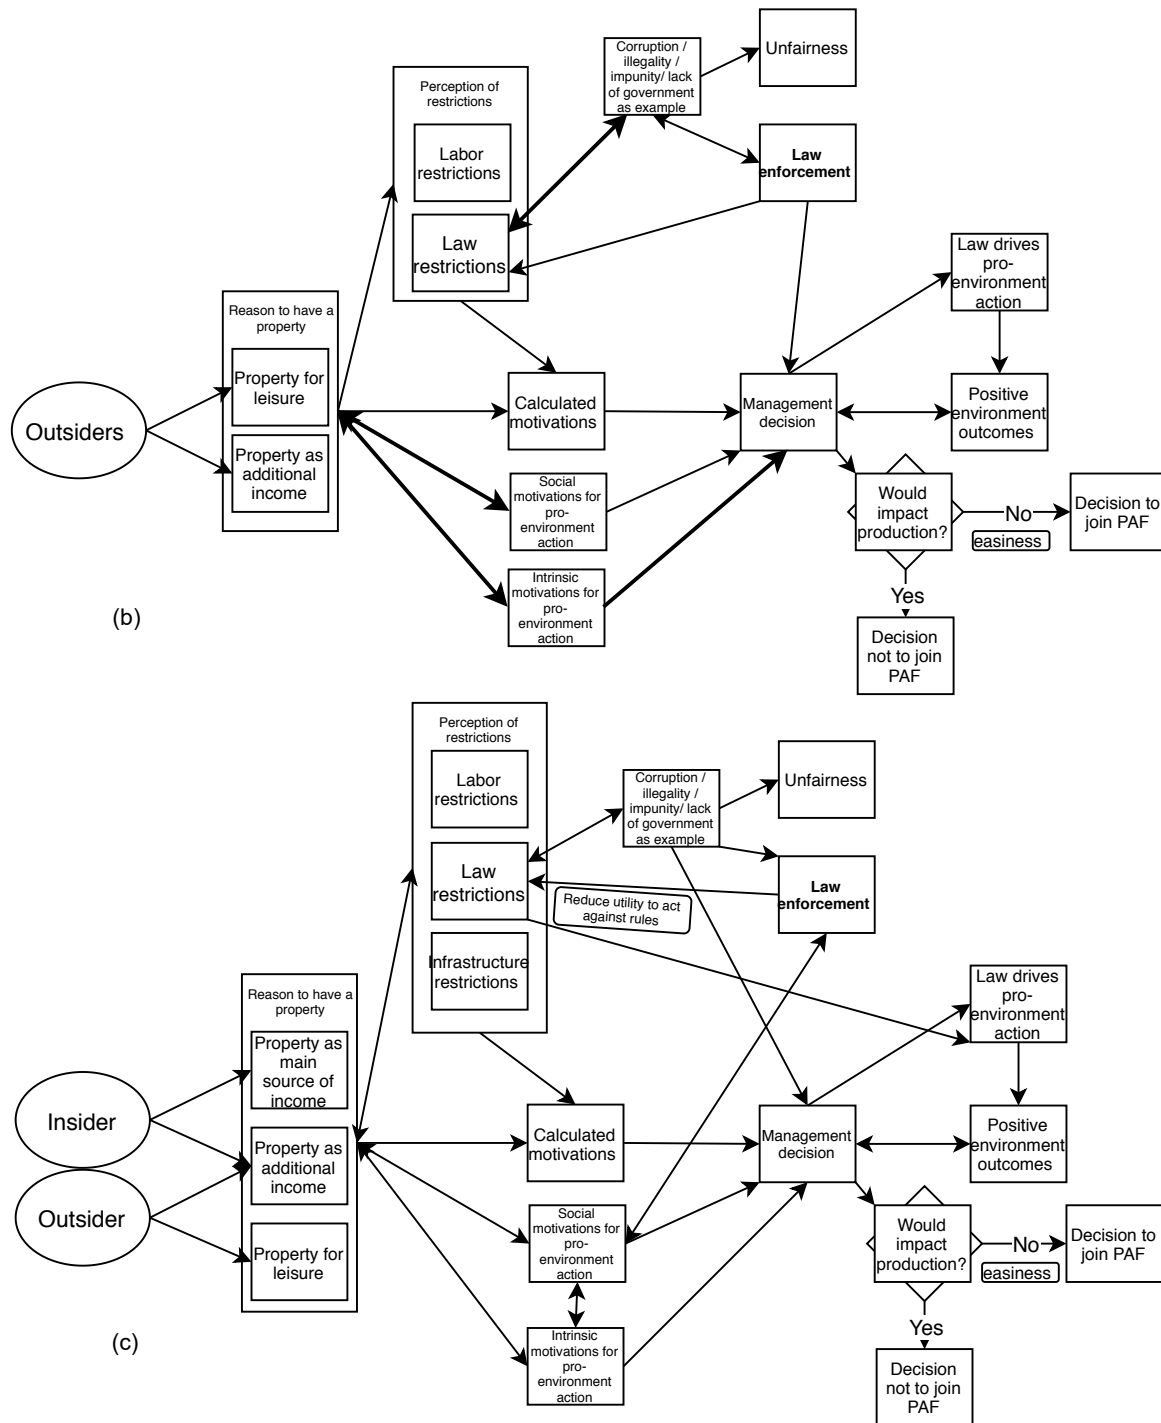 Corruption /
illegality /
impunity/ lack
of government
as example
Unfairness
Perception of
restrictions
Labor
restrictions
Law
enforcement
Law
restrictions
Law drives
pro-
environment
action
Reason to have a
property
Property for
leisure
Outsiders
Property as
additional
income
Calculated
motivations
Management
decision
Positive
environment
outcomes
Social
motivations for
pro-
environment
action
Would
impact
production?
No
easiness
Decision to
join PAF
Intrinsic
motivations for
pro-
environment
action
Yes
Decision
not to join
PAF
(b)
Perception of
restrictions
Labor
restrictions
Corruption /
illegality /
impunity/ lack
of government
as example
Unfairness
Law
restrictions
Law
enforcement
Reduce utility to act
against rules
Infrastructure
restrictions
Law drives
pro-
environment
action
Reason to have a
property
Property as
main
source of
income
Insider
Property as
additional
income
Outsider
Property for
leisure
Calculated
motivations
Management
decision
Positive
environment
outcomes
Social
motivations for
pro-
environment
action
Would
impact
production?
No
easiness
Decision to
join PAF
Intrinsic
motivations for
pro-
environment
action
Yes
Decision
not to join
PAF
(c)